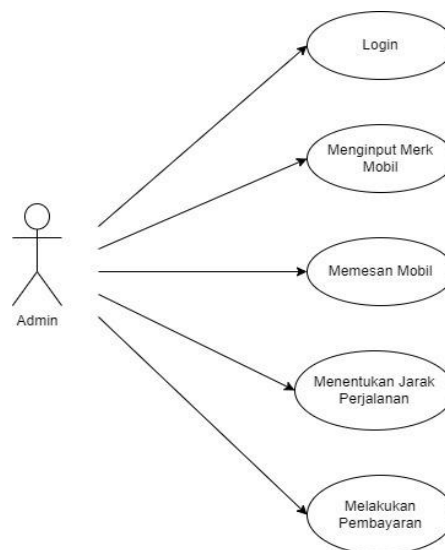 Login
Menginput Merk
Mobil
Memesan Mobil
Admin
Menentukan Jarak
Perjalanan
Melakukan
Pembayaran